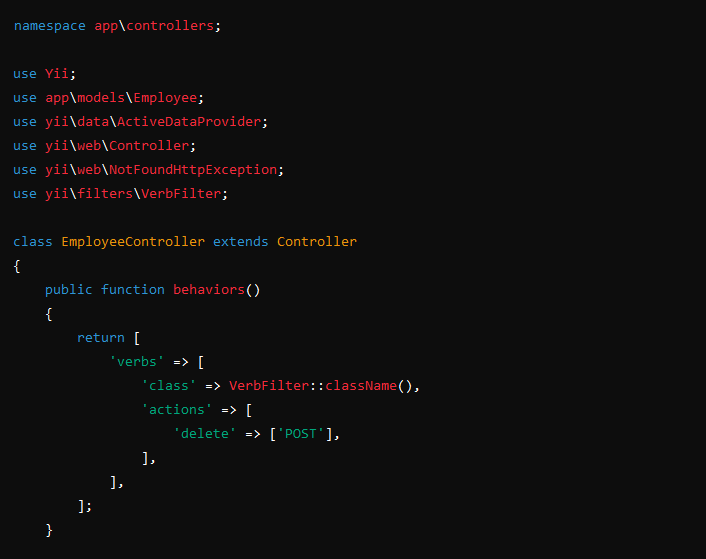 namespace app\controllers;

use Yii;
use app\models\Employee;
use yii\data\ActiveDataProvider;
use yii\web\Controller;
use yii\web\NotFoundHttpException;
use yii\filters\VerbFilter;

class EmployeeController extends Controller
{
    public function behaviors()
    {
        return [
            'verbs' => [
                'class' => VerbFilter::className(),
                'actions' => [
                    'delete' => ['POST'],
                ],
            ],
        ];
    }